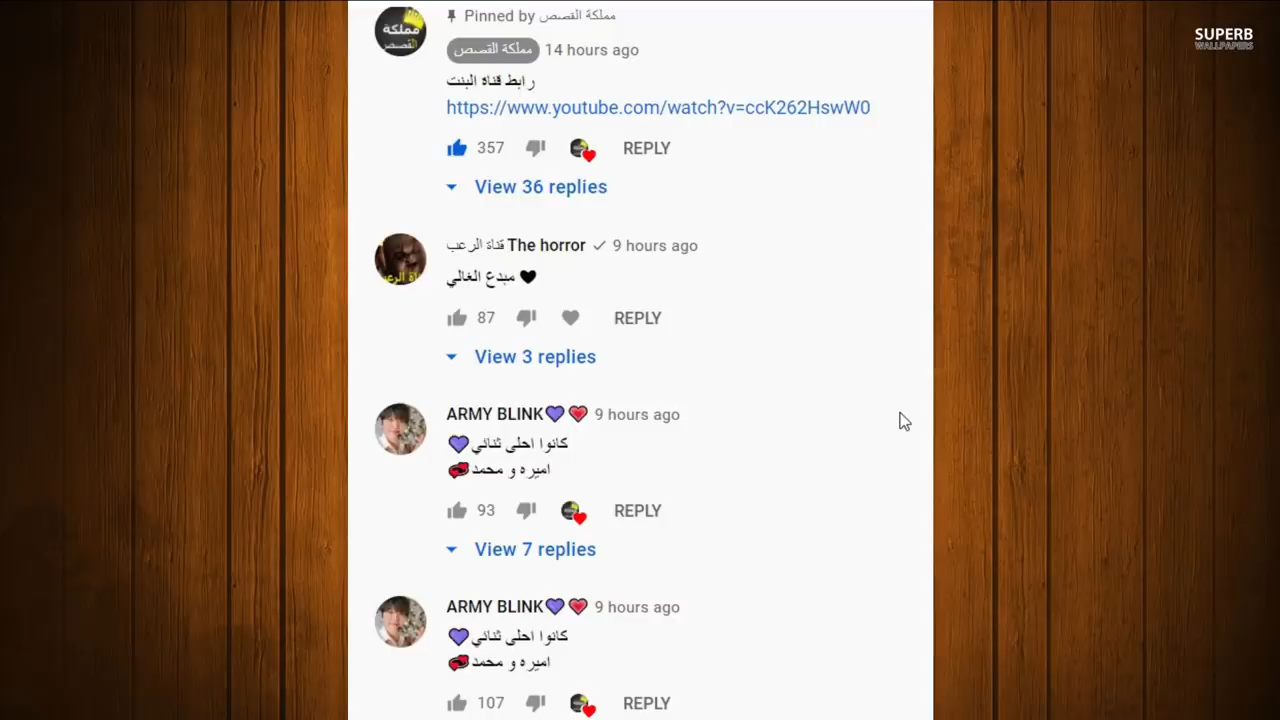 SUPERB
WALLPAPERS
Pinned by مملكة القصص
مملكة القصص
مملكة القصص 14 hours ago
رابط قناة البنت
https://www.youtube.com/watch?v=ccK262HswW0
357 REPLY
View 36 replies
قناة الرعب The horror 9 hours ago
مبدع الغالي 🖤
87 REPLY
View 3 replies
ARMY BLINK💜💗 9 hours ago
كانوا احلى ثنائي💜
اميره و محمد💋
93 REPLY
View 7 replies
ARMY BLINK💜💗 9 hours ago
كانوا احلى ثنائي💜
اميره و محمد💋
107 REPLY